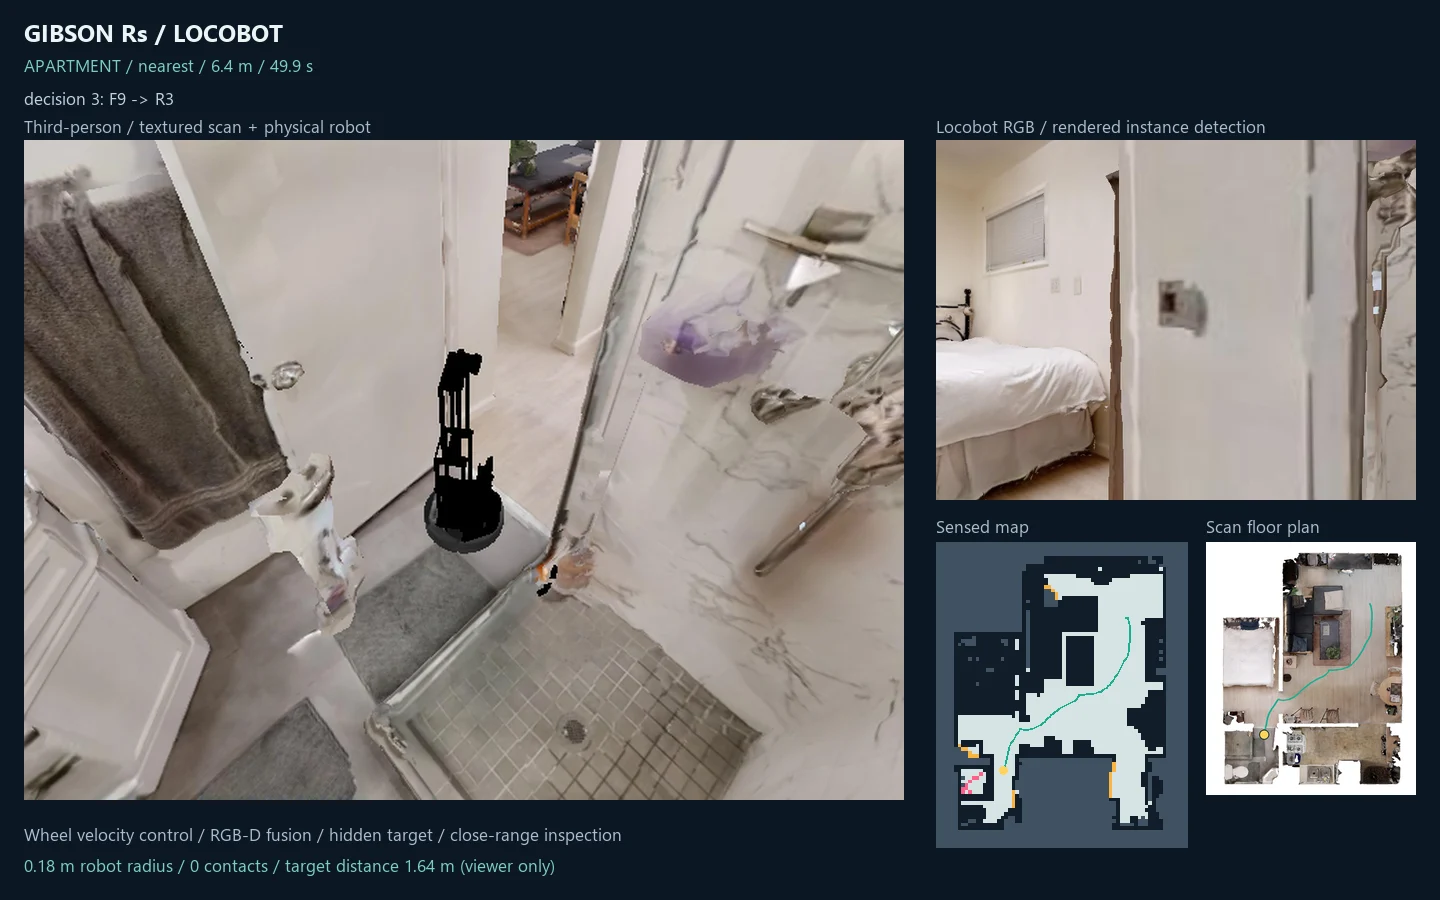 GIBSON Rs / LOCOBOT
APARTMENT / nearest / 6.4 m / 49.9 s
decision 3: F9 -> R3
Third-person / textured scan + physical robot
Locobot RGB / rendered instance detection
Sensed map
Scan floor plan
Wheel velocity control / RGB-D fusion / hidden target / close-range inspection
0.18 m robot radius / 0 contacts / target distance 1.64 m (viewer only)